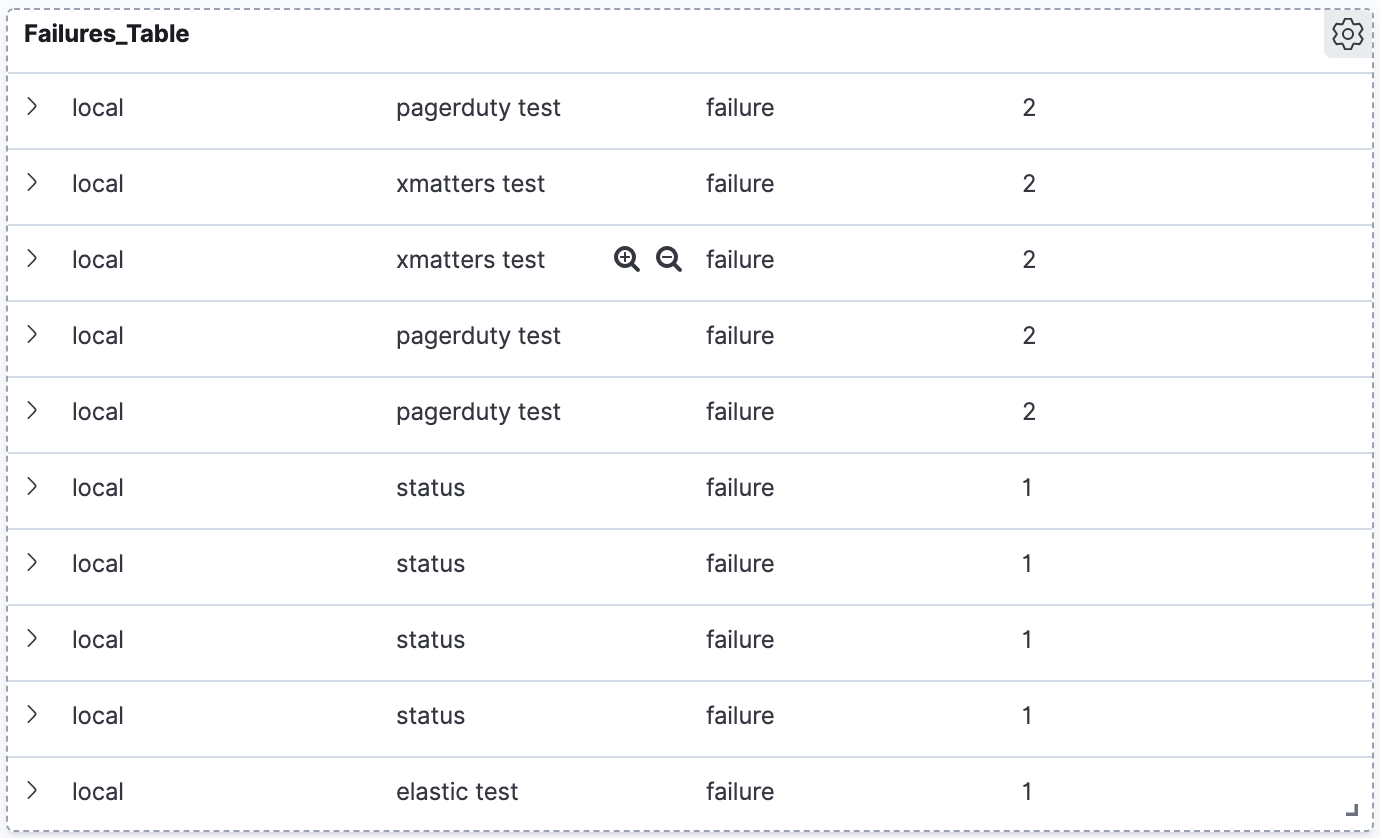 Failures_Table
local pagerduty test failure 2
local xmatters test failure 2
local xmatters test failure 2
local pagerduty test failure 2
local pagerduty test failure 2
local status failure 1
local status failure 1
local status failure 1
local status failure 1
local elastic test failure 1